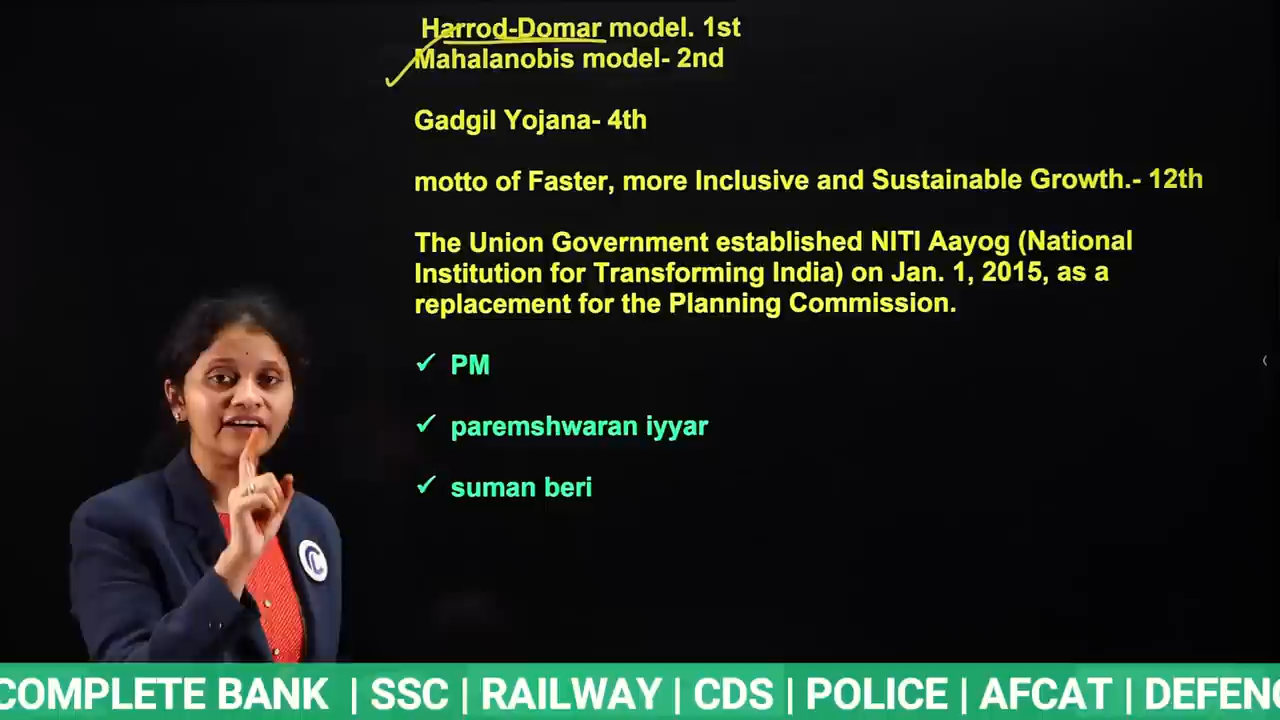 Harrod-Domar model. 1st
Mahalanobis model- 2nd
Gadgil Yojana- 4th
motto of Faster, more Inclusive and Sustainable Growth.- 12th
The Union Government established NITI Aayog (National
Institution for Transforming India) on Jan. 1, 2015, as a
replacement for the Planning Commission.
✓ PM
✓ paremshwaran iyyar
✓ suman beri
COMPLETE BANK | SSC | RAILWAY | CDS | POLICE | AFCAT | DEFENC